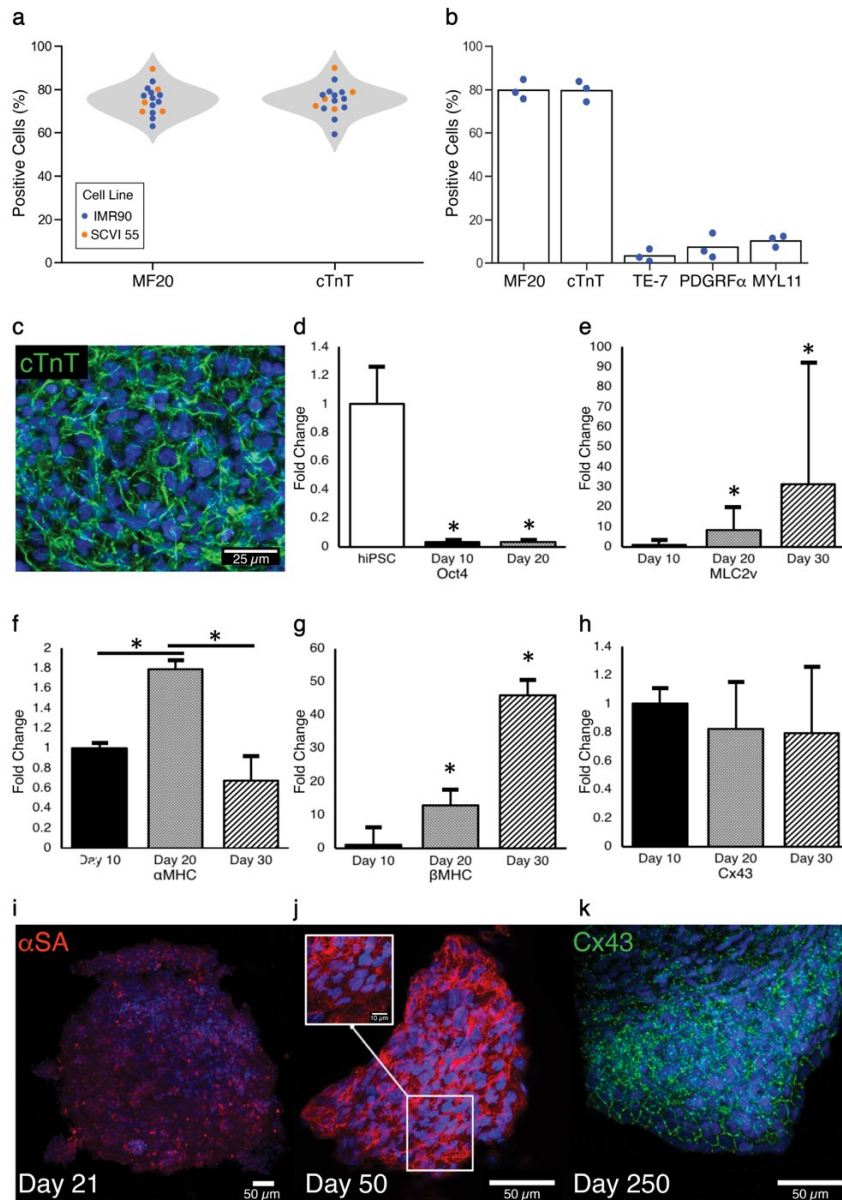 a
100
80
60
40
20
0
Positive Cells (%)
Cell Line
IMR90
SCVI 55
MF20
cTnT
b
100
80
60
40
20
0
Positive Cells (%)
MF20
cTnT
TE-7
PDGRFα
MYL11
c
cTnT
25 µm
d
1.4
1.2
1
0.8
0.6
0.4
0.2
0
Fold Change
*
*
hiPSC
Day 10
Day 20
Oct4
e
100
90
80
70
60
50
40
30
20
10
0
Fold Change
*
*
Day 10
Day 20
Day 30
MLC2v
f
2
1.8
1.6
1.4
1.2
1
0.8
0.6
0.4
0.2
0
Fold Change
*
*
10
Day 20
Day 30
αMHC
g
60
50
40
30
20
10
0
Fold Change
*
*
Day 10
Day 20
Day 30
βMHC
h
1.4
1.2
1
0.8
0.6
0.4
0.2
0
Fold Change
Day 10
Day 20
Day 30
Cx43
i
αSA
Day 21
50 µm
j
10 µm
Day 50
50 µm
k
Cx43
Day 250
50 µm